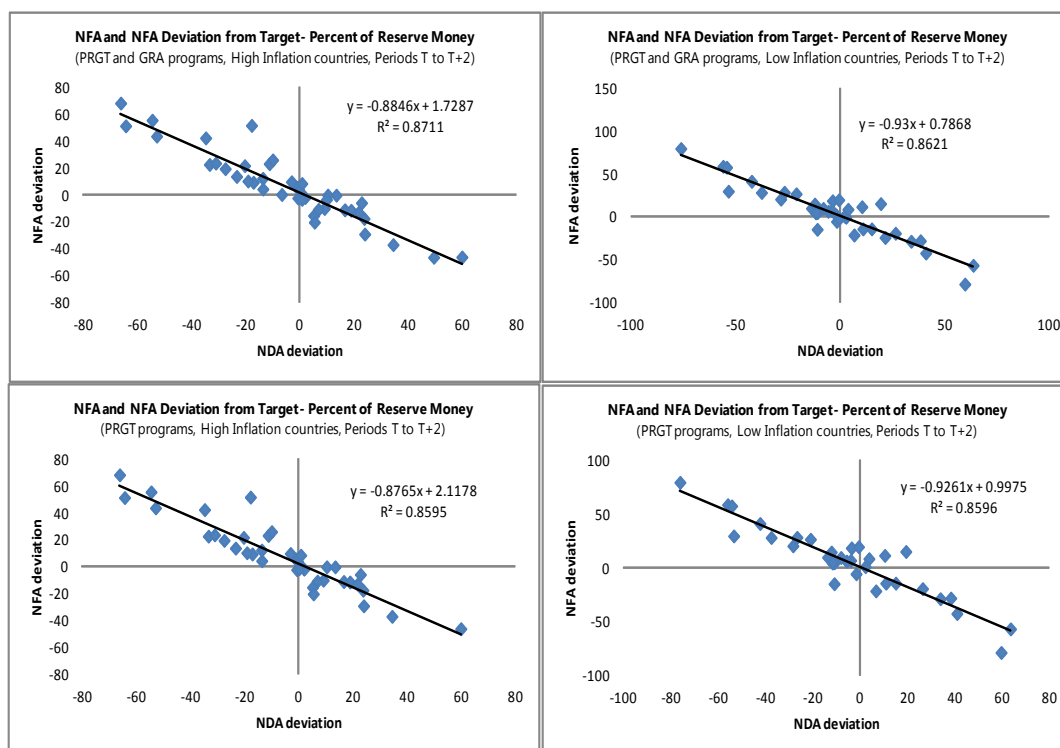 NFA and NFA Deviation from Target- Percent of Reserve Money
(PRGT and GRA programs, High Inflation countries, Periods T to T+2)
y = -0.8846x + 1.7287
R² = 0.8711
80
60
40
20
0
-20
-40
-60
-80
NFA deviation
-80 -60 -40 -20 0 20 40 60 80
NDA deviation
NFA and NFA Deviation from Target- Percent of Reserve Money
(PRGT and GRA programs, Low Inflation countries, Periods T to T+2)
y = -0.93x + 0.7868
R² = 0.8621
150
100
50
0
-50
-100
NFA deviation
-100 -50 0 50 100
NDA deviation
NFA and NFA Deviation from Target- Percent of Reserve Money
(PRGT programs, High Inflation countries, Periods T to T+2)
y = -0.8765x + 2.1178
R² = 0.8595
80
60
40
20
0
-20
-40
-60
-80
NFA deviation
-80 -60 -40 -20 0 20 40 60 80
NDA deviation
NFA and NFA Deviation from Target- Percent of Reserve Money
(PRGT programs, Low Inflation countries, Periods T to T+2)
y = -0.9261x + 0.9975
R² = 0.8596
100
50
0
-50
-100
NFA deviation
-100 -80 -60 -40 -20 0 20 40 60 80
NDA deviation